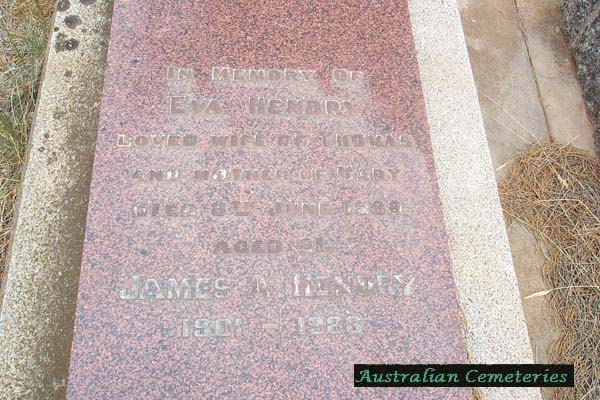 In Memory Of
Eva Hendry
Loved wife of Thomas
and mother of Mary
Died June
Aged
James A. Hendry
1901 - 1986
Australian Cemeteries